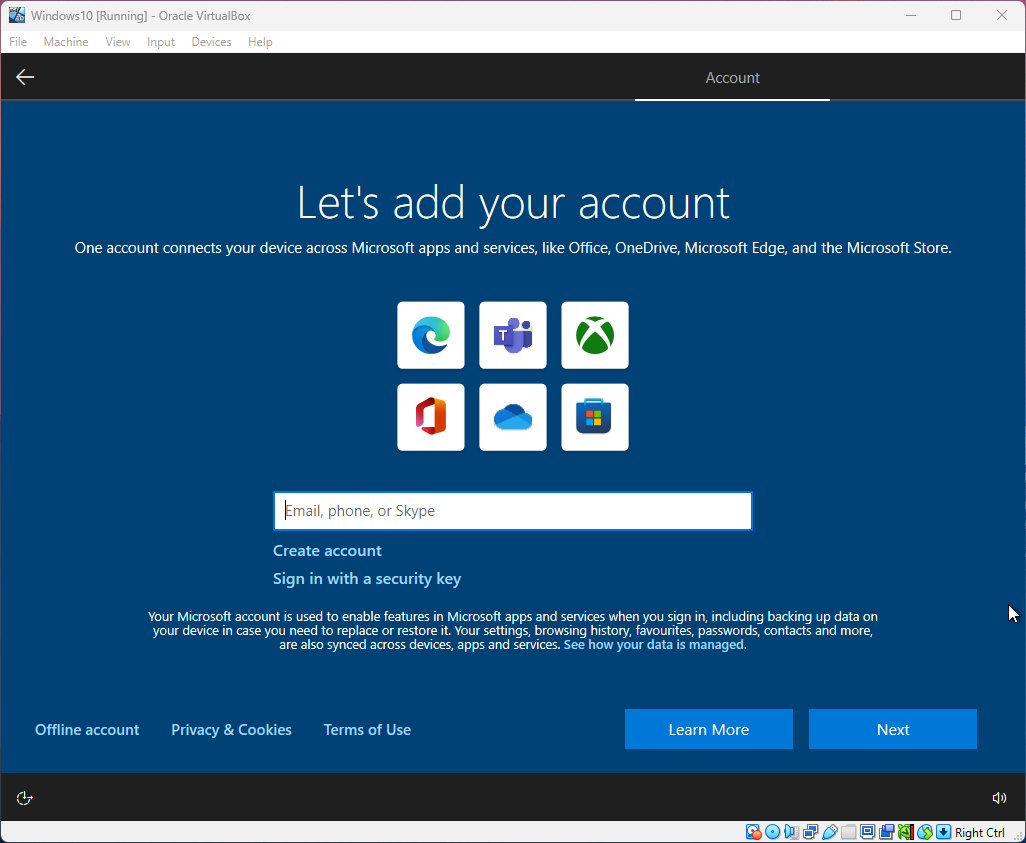 Windows10 [Running] - Oracle VirtualBox
File Machine View Input Devices Help
Account
Let's add your account
One account connects your device across Microsoft apps and services, like Office, OneDrive, Microsoft Edge, and the Microsoft Store.
T
Email, phone, or Skype
Create account
Sign in with a security key
Your Microsoft account is used to enable features in Microsoft apps and services when you sign in, including backing up data on
your device in case you need to replace or restore it. Your settings, browsing history, favourites, passwords, contacts and more,
are also synced across devices, apps and services. See how your data is managed.
Offline account Privacy & Cookies Terms of Use Learn More Next
Right Ctrl